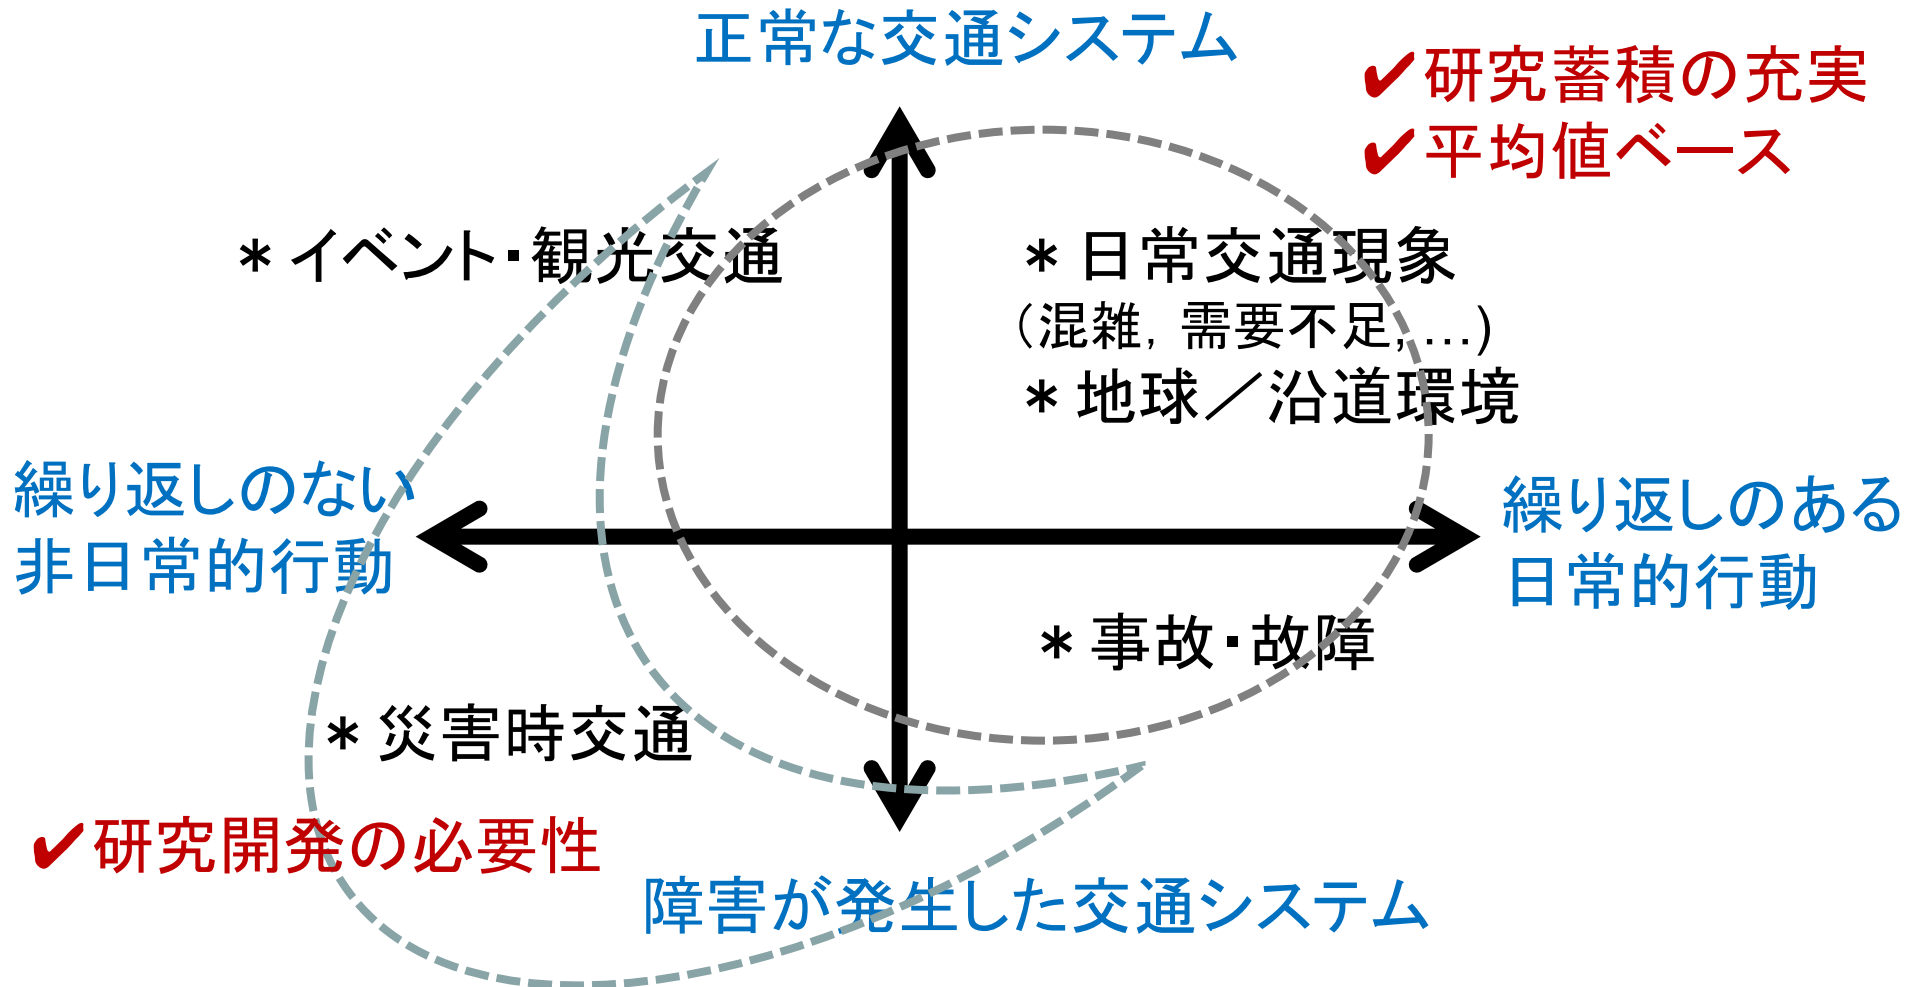 正常な交通システム
✔研究蓄積の充実
✔平均値ベース
*イベント・観光交通
*日常交通現象
（混雑, 需要不足, …)
*地球／沿道環境
繰り返しのない
非日常的行動
繰り返しのある
日常的行動
*事故・故障
*災害時交通
✔研究開発の必要性
障害が発生した交通システム